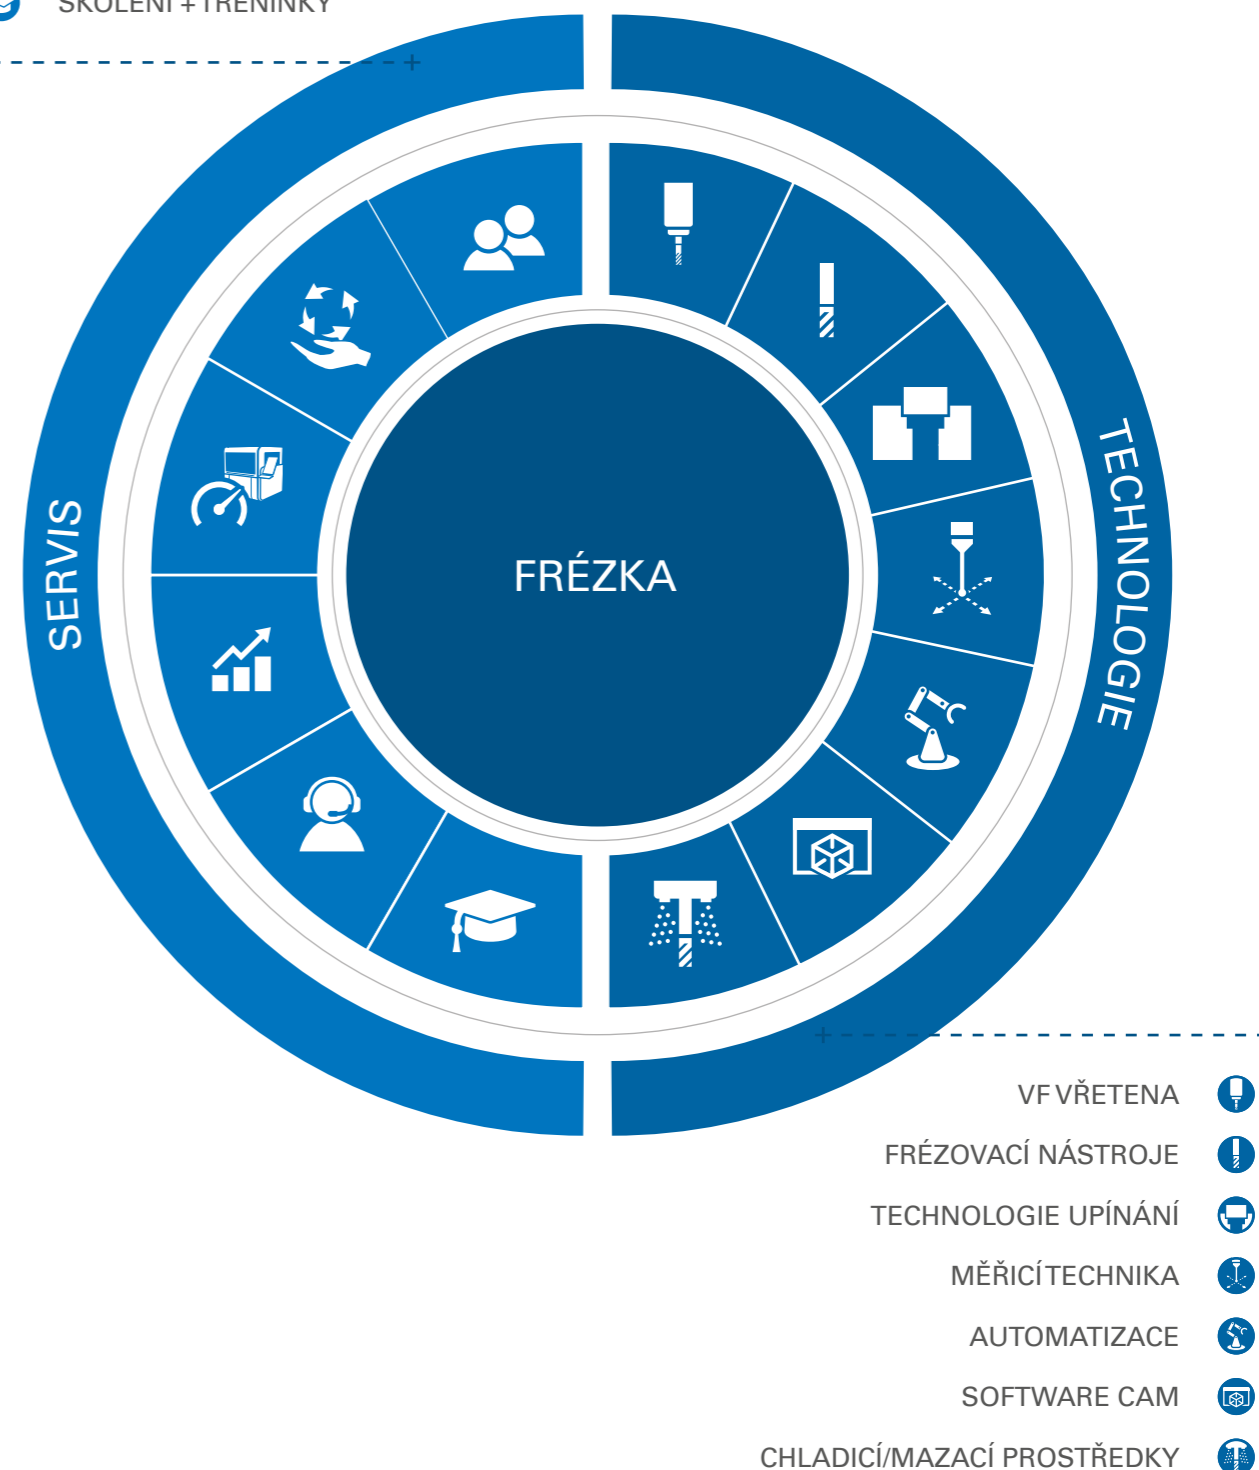 ŠKOLENÍ + TRÉNINKY
SERVIS
FRÉZKA
TECHNOLOGIE
VF VŘETENA
FRÉZOVACÍ NÁSTROJE
TECHNOLOGIE UPÍNÁNÍ
MĚŘICÍ TECHNIKA
AUTOMATIZACE
SOFTWARE CAM
CHLADICÍ/MAZACÍ PROSTŘEDKY